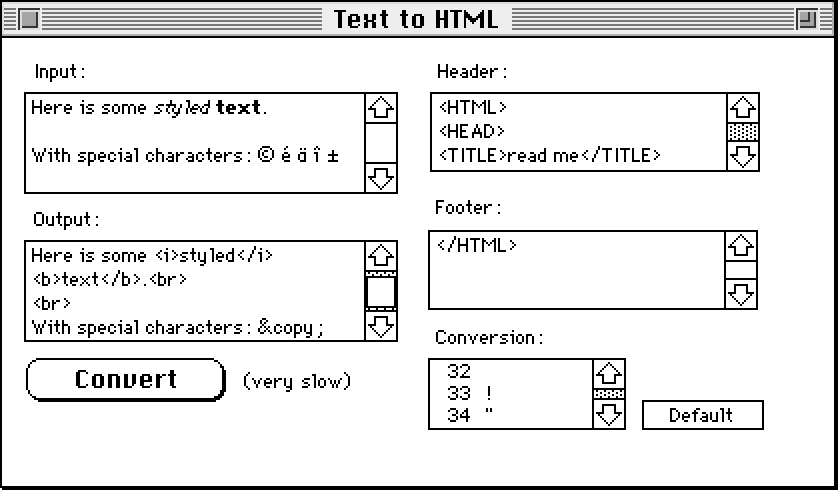 Text to HTML
Input:
Here is some styled text.
With special characters: © é ä î ±
Output:
Here is some <i>styled</i>
<b>text</b>.<br>
<br>
With special characters: &copy;
Convert
(very slow)
Header:
<HTML>
<HEAD>
<TITLE>read me</TITLE>
Footer:
</HTML>
Conversion:
32
33 !
34 "
Default